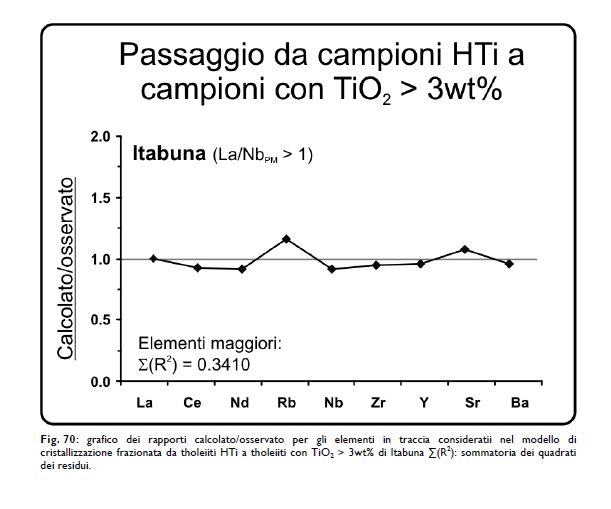 Passaggio da campioni HTi a
campioni con TiO₂ > 3wt%
Itabuna (La/Nb_PM > 1)
Calcolato/osservato
2.0
1.5
1.0
0.5
0.0
Elementi maggiori:
Σ(R²) = 0.3410
La Ce Nd Rb Nb Zr Y Sr Ba
Fig. 70: grafico dei rapporti calcolato/osservato per gli elementi in traccia consideratii nel modello di
cristallizzazione frazionata da tholeiiti HTi a tholeiiti con TiO₂ > 3wt% di Itabuna ∑(R²): sommatoria dei quadrati
dei residui.